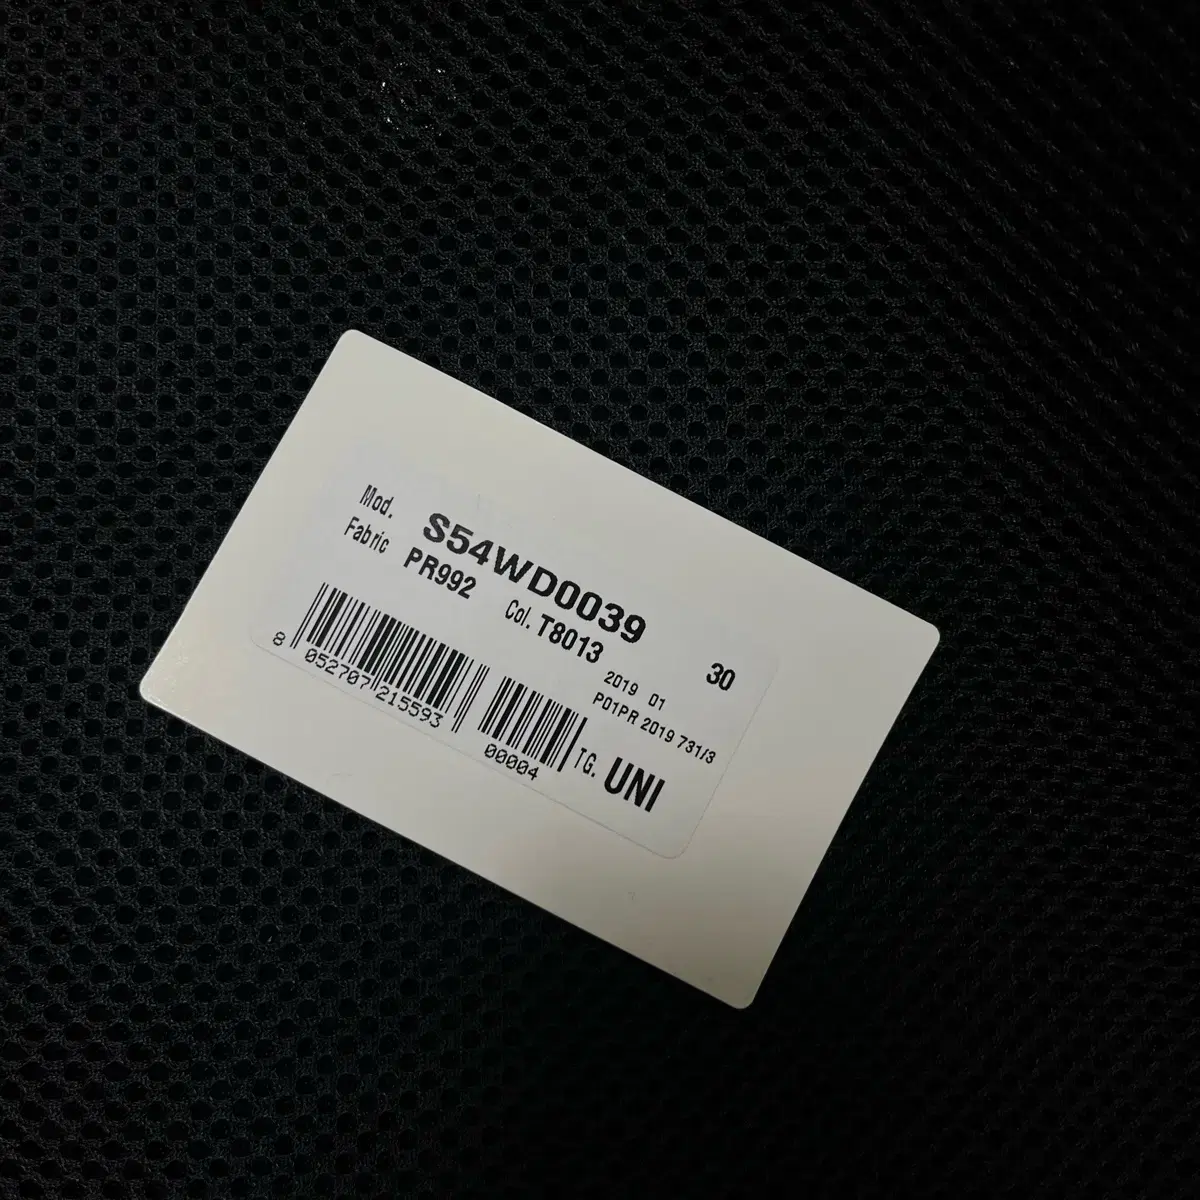 Mod. S54WD0039
Fabric PR992 Col. T8013 30
2019 01
P01PR 2019 731/3
8 052707 215593 00004
TG. UNI